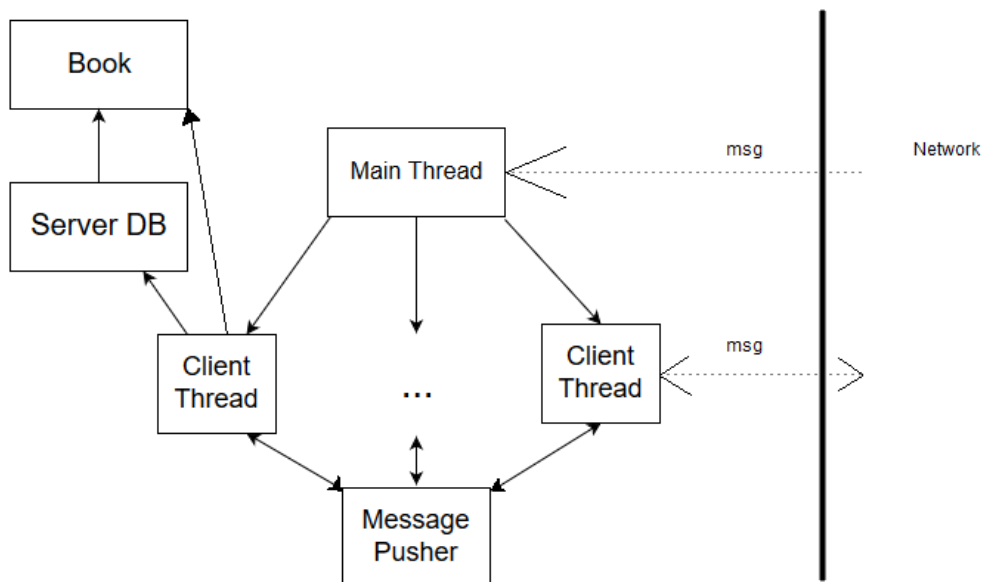 Book
msg
Network
Main Thread
Server DB
msg
Client
Thread
...
Client
Thread
Message
Pusher